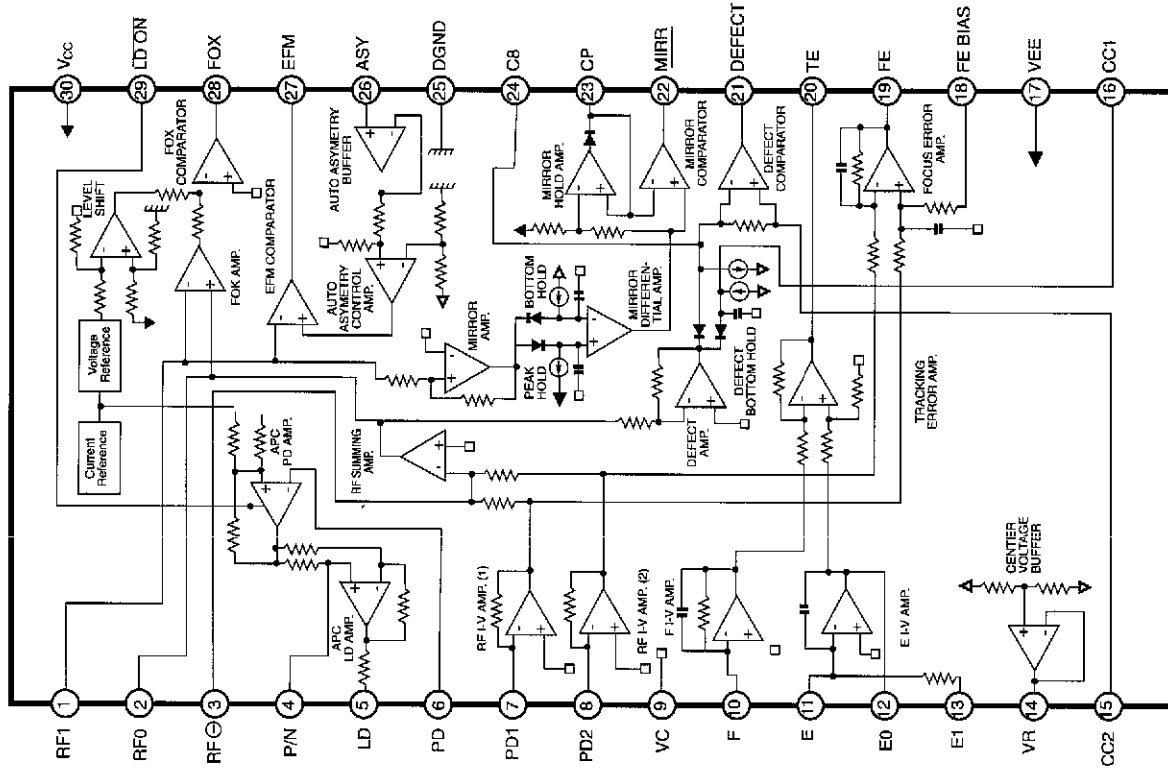 30 29 28 27 26 25 24 23 22 21 20 19 18 17 16
Vcc
LD ON
FOX
EFM
ASY
DGND
C8
CP
MIRR
DEFECT
TE
FE
FE BIAS
VEE
CC1
Current
Reference
Voltage
Reference
LEVEL
SHIFT
FOX
COMPARATOR
FOK AMP.
EFM COMPARATOR
AUTO ASYMETRY
BUFFER
AUTO
ASYMETRY
CONTROL
AMP.
MIRROR
AMP.
PEAK
HOLD
BOTTOM
HOLD
MIRROR
DIFFEREN-
TIAL AMP.
MIRROR
HOLD AMP.
MIRROR
COMPARATOR
DEFECT
COMPARATOR
DEFECT
AMP.
DEFECT
BOTTOM HOLD
TRACKING
ERROR AMP.
FOCUS ERROR
AMP.
APC
PD AMP.
RF SUMMING
AMP.
APC
LD AMP.
RF I-V AMP. (1)
RF I-V AMP. (2)
F I-V AMP.
E I-V AMP.
CENTER
VOLTAGE
BUFFER
1 2 3 4 5 6 7 8 9 10 11 12 13 14 15
RF1
RF0
RF⊖
P/N
LD
PD
PD1
PD2
VC
F
E
E0
E1
VR
CC2